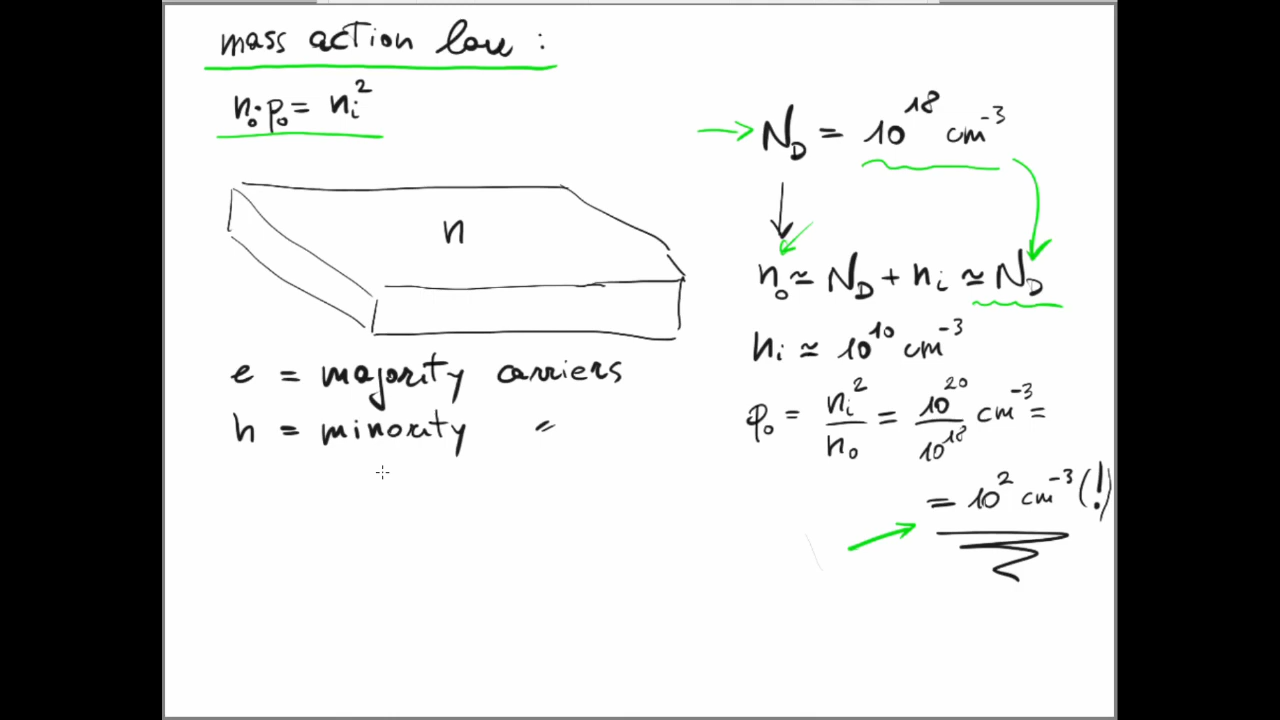 mass action law :
n₀·p₀ = nᵢ²
n
e = majority carriers
h = minority "
N_D = 10¹⁸ cm⁻³
n₀ ≃ N_D + nᵢ ≃ N_D
nᵢ ≃ 10¹⁰ cm⁻³
p₀ = nᵢ²/n₀ = 10²⁰/10¹⁸ cm⁻³ =
= 10² cm⁻³ (!)